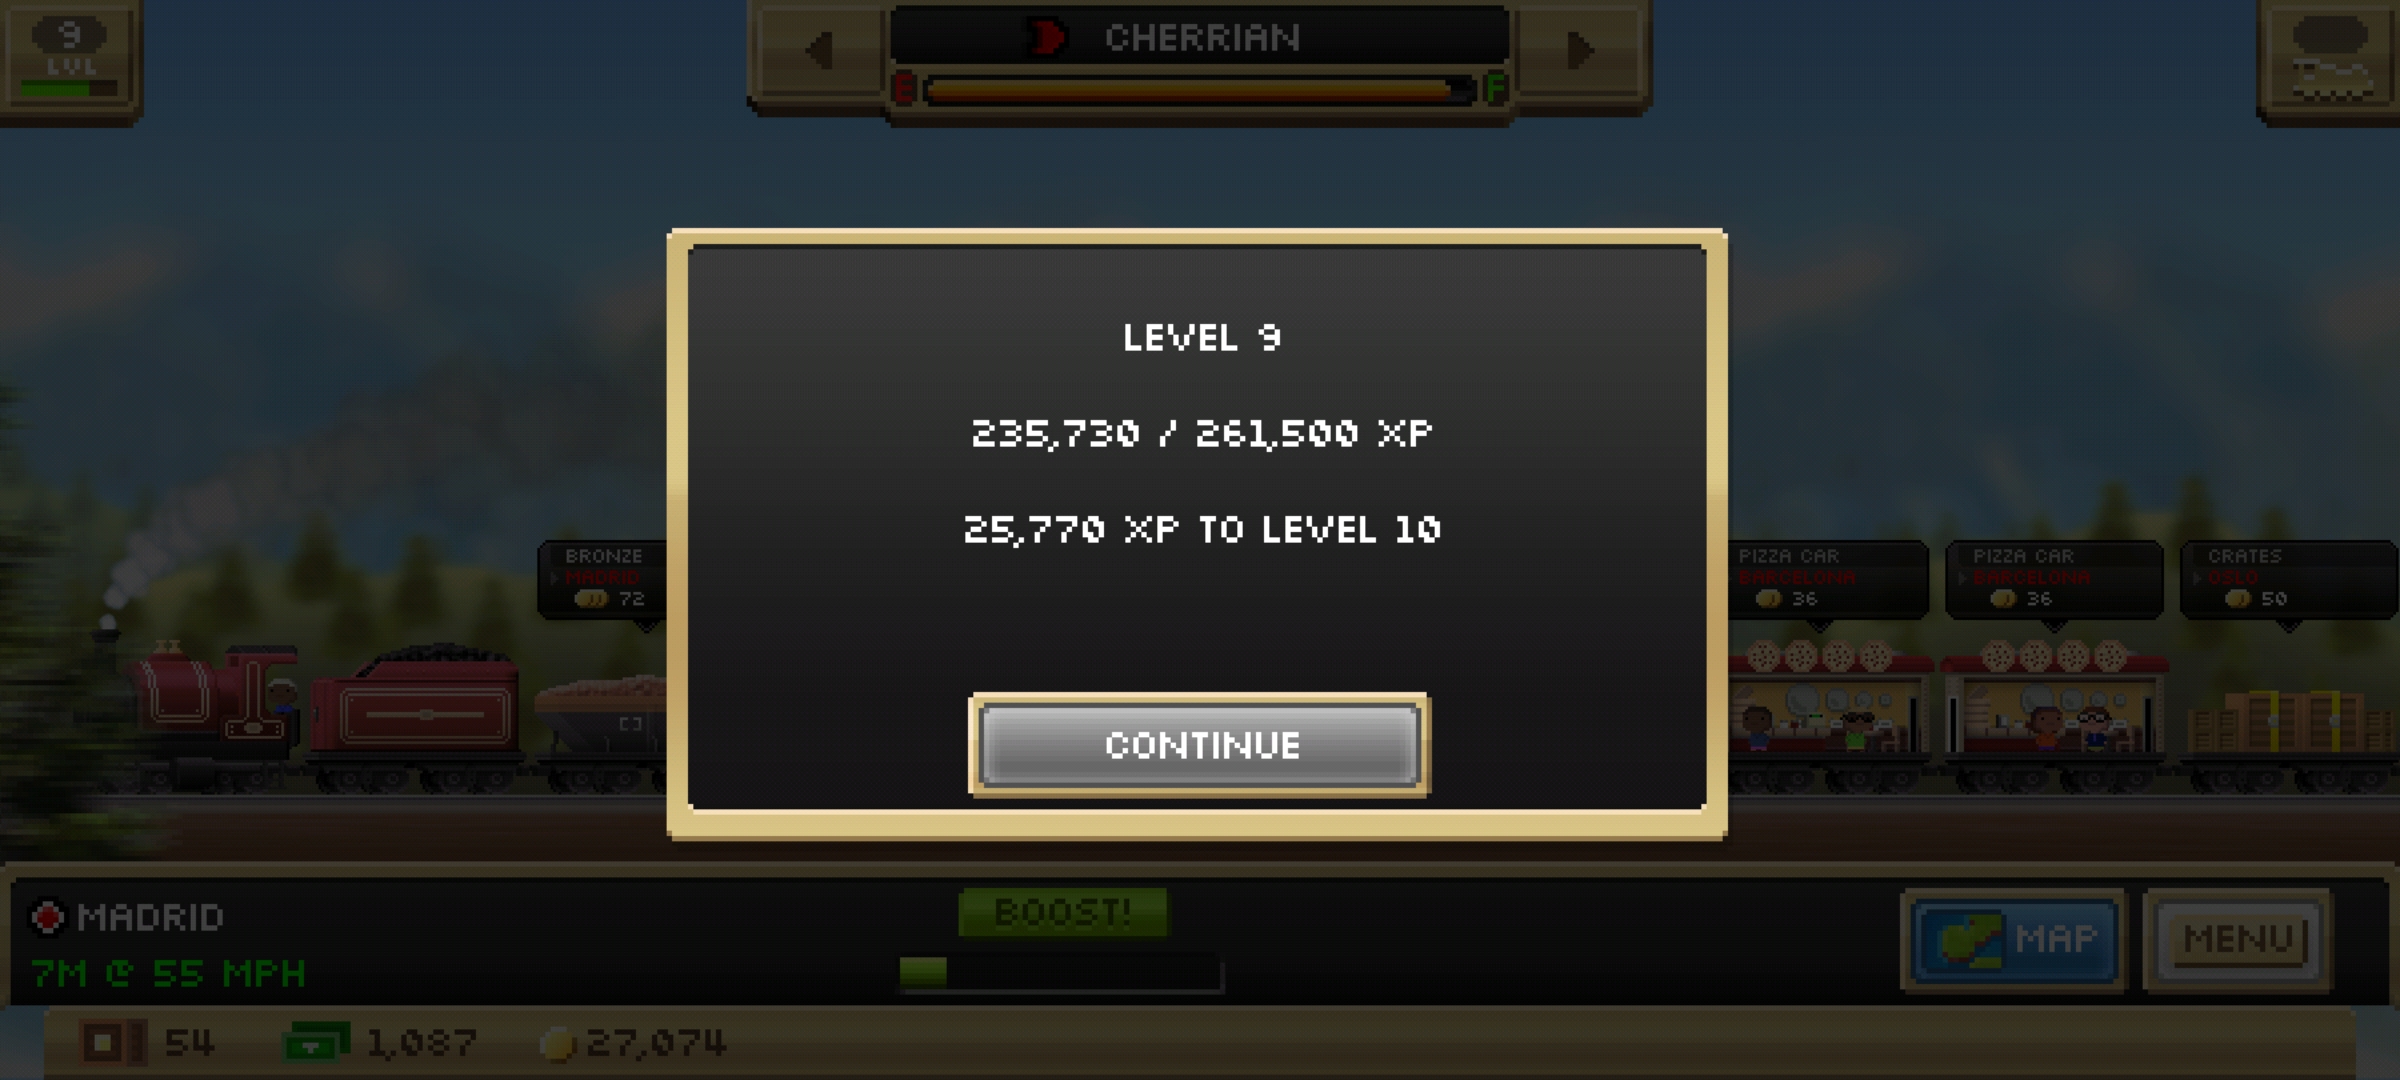 9
LVL
CHERRIAN
E F
LEVEL 9
235,730 / 261,500 XP
25,770 XP TO LEVEL 10
CONTINUE
BRONZE
MADRID
72
PIZZA CAR
BARCELONA
36
PIZZA CAR
BARCELONA
36
CRATES
OSLO
50
MADRID
7M @ 55 MPH
BOOST!
MAP
MENU
54
1,087
27,074